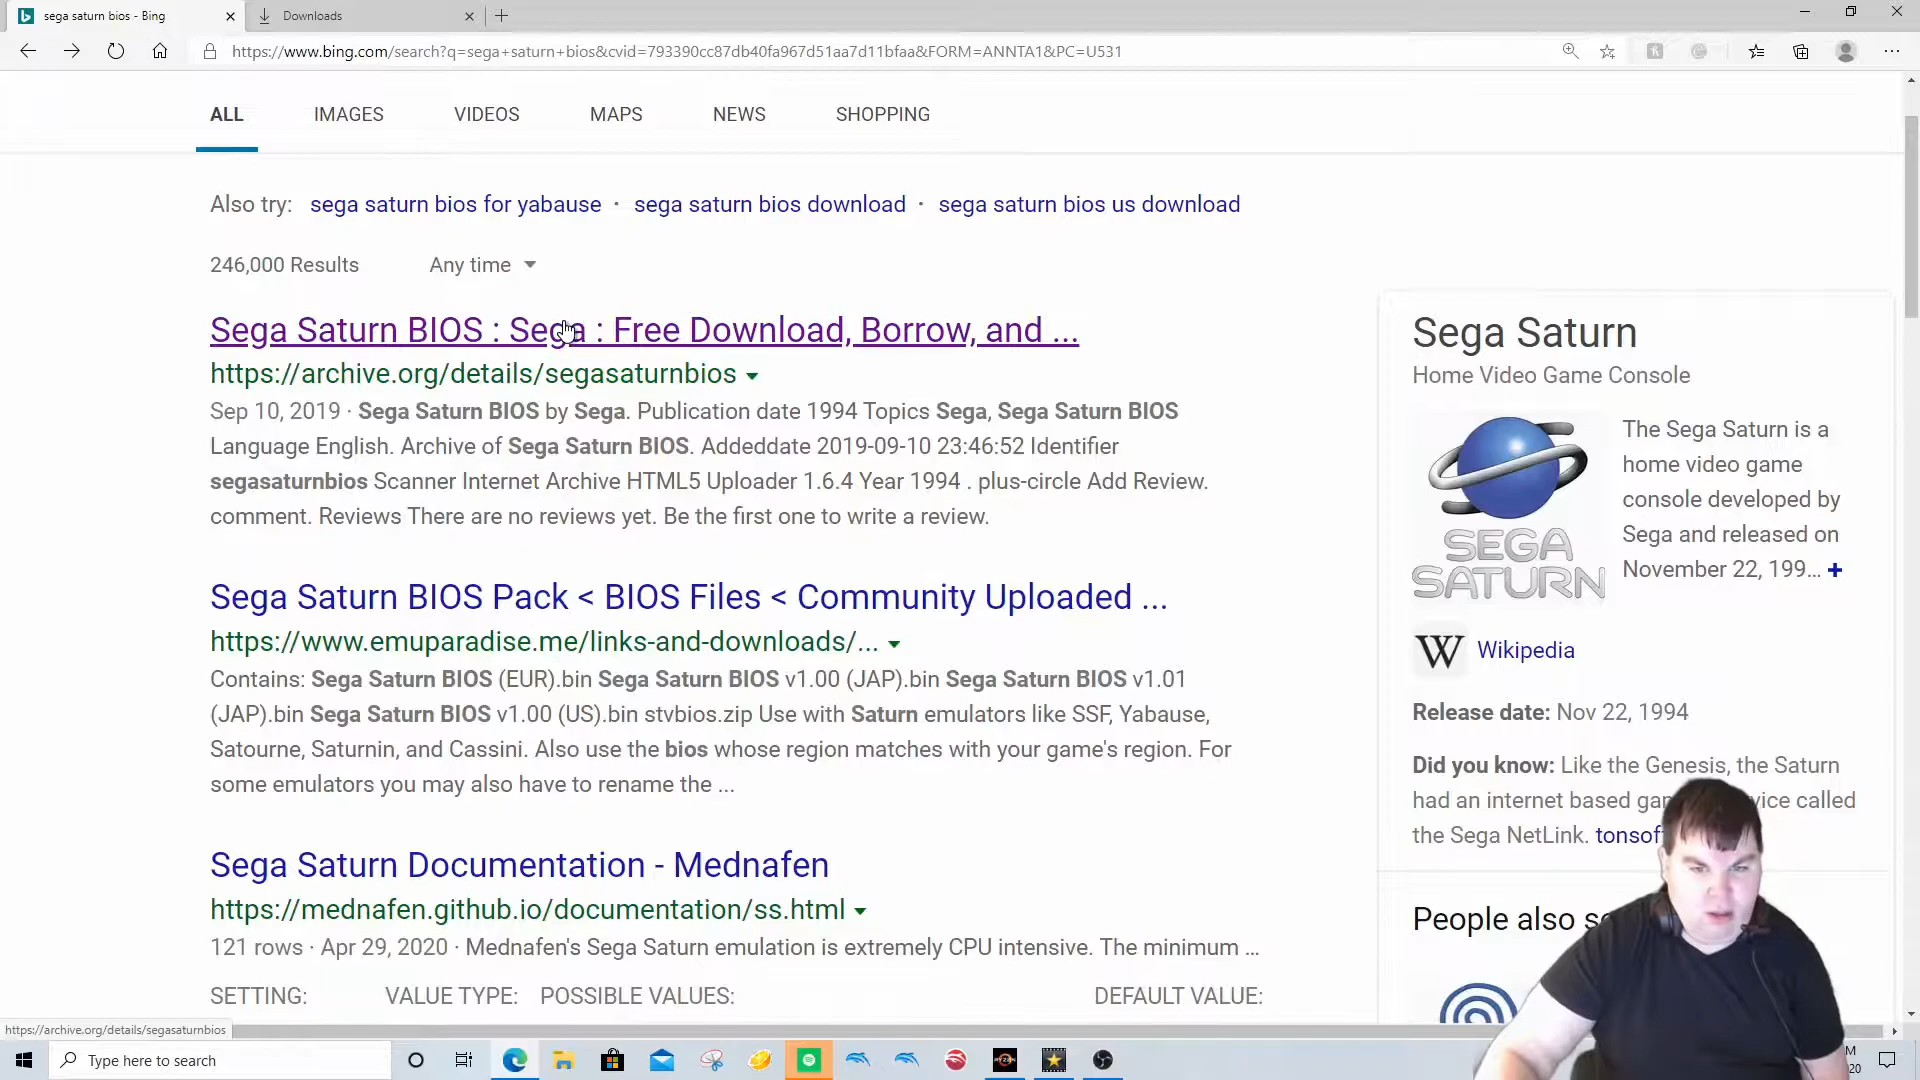 sega saturn bios - Bing
Downloads
https://www.bing.com/search?q=sega+saturn+bios&cvid=793390cc87db40fa967d51aa7d11bfaa&FORM=ANNTA1&PC=U531
ALL IMAGES VIDEOS MAPS NEWS SHOPPING
Also try: sega saturn bios for yabause · sega saturn bios download · sega saturn bios us download
246,000 Results Any time
Sega Saturn BIOS : Sega : Free Download, Borrow, and ...
https://archive.org/details/segasaturnbios
Sep 10, 2019 · Sega Saturn BIOS by Sega. Publication date 1994 Topics Sega, Sega Saturn BIOS
Language English. Archive of Sega Saturn BIOS. Addeddate 2019-09-10 23:46:52 Identifier
segasaturnbios Scanner Internet Archive HTML5 Uploader 1.6.4 Year 1994 . plus-circle Add Review.
comment. Reviews There are no reviews yet. Be the first one to write a review.
Sega Saturn BIOS Pack < BIOS Files < Community Uploaded ...
https://www.emuparadise.me/links-and-downloads/...
Contains: Sega Saturn BIOS (EUR).bin Sega Saturn BIOS v1.00 (JAP).bin Sega Saturn BIOS v1.01
(JAP).bin Sega Saturn BIOS v1.00 (US).bin stvbios.zip Use with Saturn emulators like SSF, Yabause,
Satourne, Saturnin, and Cassini. Also use the bios whose region matches with your game's region. For
some emulators you may also have to rename the ...
Sega Saturn Documentation - Mednafen
https://mednafen.github.io/documentation/ss.html
121 rows · Apr 29, 2020 · Mednafen's Sega Saturn emulation is extremely CPU intensive. The minimum ...
SETTING: VALUE TYPE: POSSIBLE VALUES: DEFAULT VALUE:
Sega Saturn
Home Video Game Console
SEGA
SATURN
The Sega Saturn is a
home video game
console developed by
Sega and released on
November 22, 199... +
W Wikipedia
Release date: Nov 22, 1994
Did you know: Like the Genesis, the Saturn
had an internet based called
the Sega NetLink.
People also
https://archive.org/details/segasaturnbios
Type here to search
RYZEN
M
20